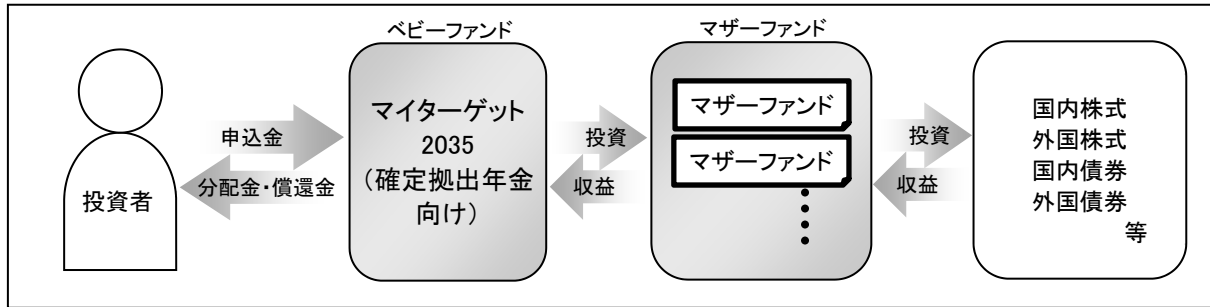 ベビーファンド
マザーファンド
投資者
申込金
分配金・償還金
マイターゲット
2035
（確定拠出年金
向け）
投資
収益
マザーファンド
マザーファンド
投資
収益
国内株式
外国株式
国内債券
外国債券
等